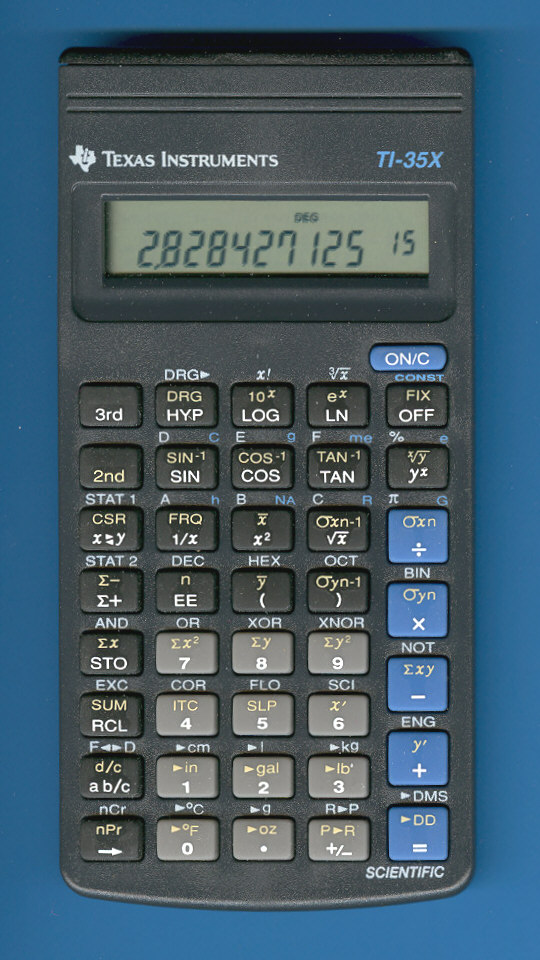 TEXAS INSTRUMENTS TI-35X
DEG
2.828427125 15
ON/C
DRG► x! ³√x CONST
3rd DRG 10ˣ eˣ FIX
HYP LOG LN OFF
D C E g F me % e
2nd SIN⁻¹ COS⁻¹ TAN⁻¹ ˣ√y
SIN COS TAN yˣ
STAT 1 A h B NA C R π G
CSR FRQ x̅ σxn-1 σxn
x⇆y 1/x x² √x ÷
STAT 2 DEC HEX OCT BIN
Σ− n y̅ σyn-1 σyn
Σ+ EE ( ) ×
AND OR XOR XNOR NOT
Σx Σx² Σy Σy² Σxy
STO 7 8 9 −
EXC COR FLO SCI ENG
SUM ITC SLP x′ y′
RCL 4 5 6 +
F◄►D ►cm ►l ►kg ►DMS
d/c ►in ►gal ►lb ►DD
a b/c 1 2 3 =
nCr ►ºC ►g R►P
nPr ►ºF ►oz P►R
→ 0 . +/−
SCIENTIFIC